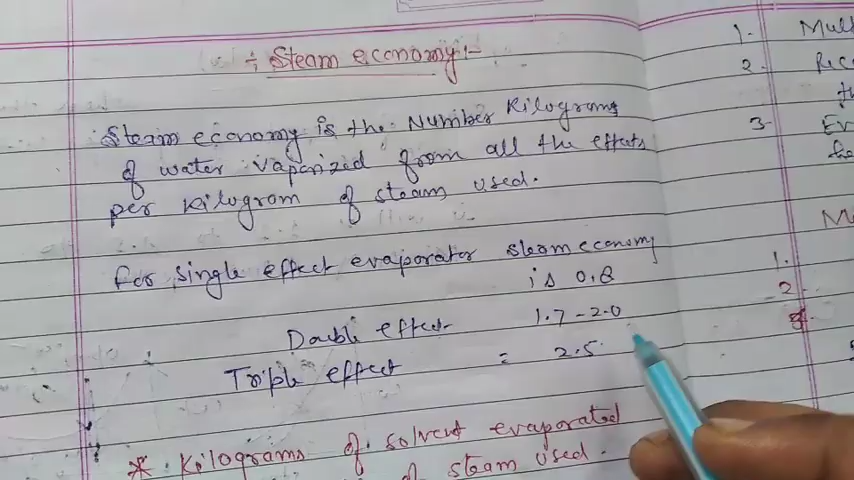 ÷ Steam economy :-
Steam economy is the Number Kilograms
of water vaporized from all the effects
per Kilogram of steam used.
for single effect evaporator steam economy
is 0.8
Double effect 1.7-2.0
Triple effect = 2.5
* Kilograms of solvent evaporated
of steam used.
1.
2.
3.
1.
2.